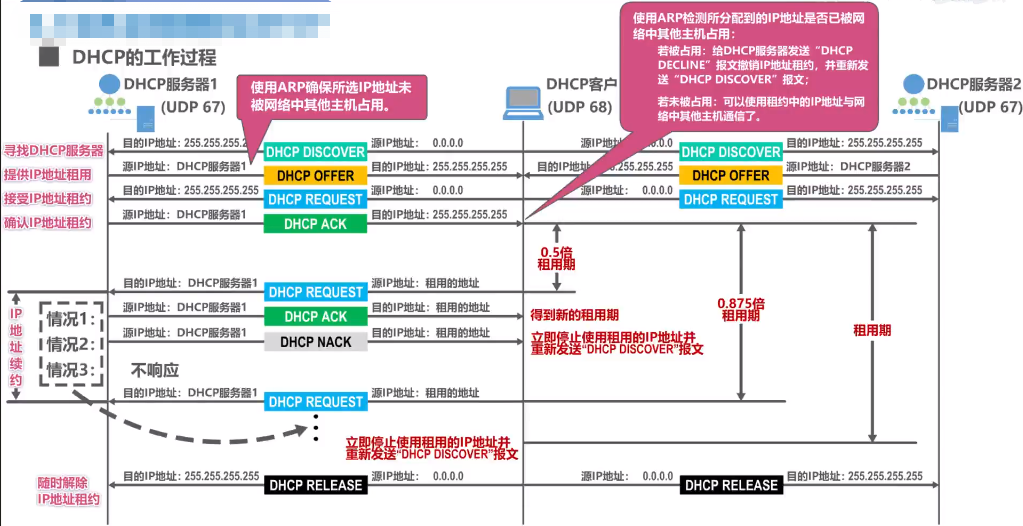 DHCP的工作过程
使用ARP检测所分配到的IP地址是否已被网
络中其他主机占用：
若被占用：给DHCP服务器发送“DHCP
DECLINE”报文撤销IP地址租约，并重新发
送“DHCP DISCOVER”报文；
若未被占用：可以使用租约中的IP地址与网
络中其他主机通信了。
DHCP服务器1
(UDP 67)
使用ARP确保所选IP地址未
被网络中其他主机占用。
DHCP客户
(UDP 68)
DHCP服务器2
(UDP 67)
寻找DHCP服务器
目的IP地址：255.255.255.25
DHCP DISCOVER
源IP地址： 0.0.0.0
源IP地址： 0.0.0.0
DHCP DISCOVER
目的IP地址：255.255.255.255
提供IP地址租用
源IP地址：DHCP服务器1
DHCP OFFER
目的IP地址：255.255.255.255
目的IP地址：255.255.255.255
DHCP OFFER
源IP地址：DHCP服务器2
接受IP地址租约
目的IP地址：255.255.255.255
DHCP REQUEST
源IP地址： 0.0.0.0
源IP地址： 0.0.0.0
DHCP REQUEST
目的IP地址：255.255.255.255
确认IP地址租约
源IP地址：DHCP服务器1
DHCP ACK
目的IP地址：255.255.255.255
0.5倍
租用期
0.875倍
租用期
租用期
IP地址续约
目的IP地址：DHCP服务器1
DHCP REQUEST
源IP地址：租用的地址
情况1：
源IP地址：DHCP服务器1
DHCP ACK
目的IP地址：租用的地址
得到新的租用期
情况2：
源IP地址：DHCP服务器1
DHCP NACK
目的IP地址：租用的地址
立即停止使用租用的IP地址并
重新发送“DHCP DISCOVER”报文
情况3：
不响应
目的IP地址：DHCP服务器1
DHCP REQUEST
源IP地址：租用的地址
立即停止使用租用的IP地址并
重新发送“DHCP DISCOVER”报文
随时解除
IP地址租约
目的IP地址：255.255.255.255
DHCP RELEASE
源IP地址： 0.0.0.0
源IP地址： 0.0.0.0
DHCP RELEASE
目的IP地址：255.255.255.255